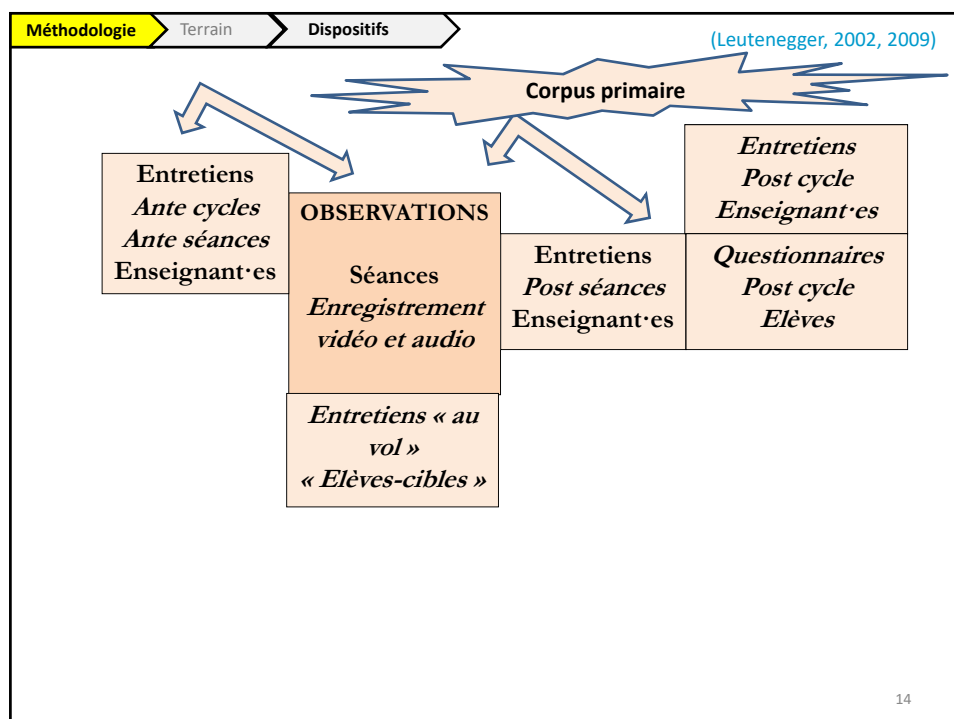 Méthodologie
Terrain
Dispositifs
(Leutenegger, 2002, 2009)
Corpus primaire
Entretiens
Ante cycles
Ante séances
Enseignant·es
OBSERVATIONS
Séances
Enregistrement
vidéo et audio
Entretiens « au
vol »
« Elèves-cibles »
Entretiens
Post séances
Enseignant·es
Entretiens
Post cycle
Enseignant·es
Questionnaires
Post cycle
Elèves
14